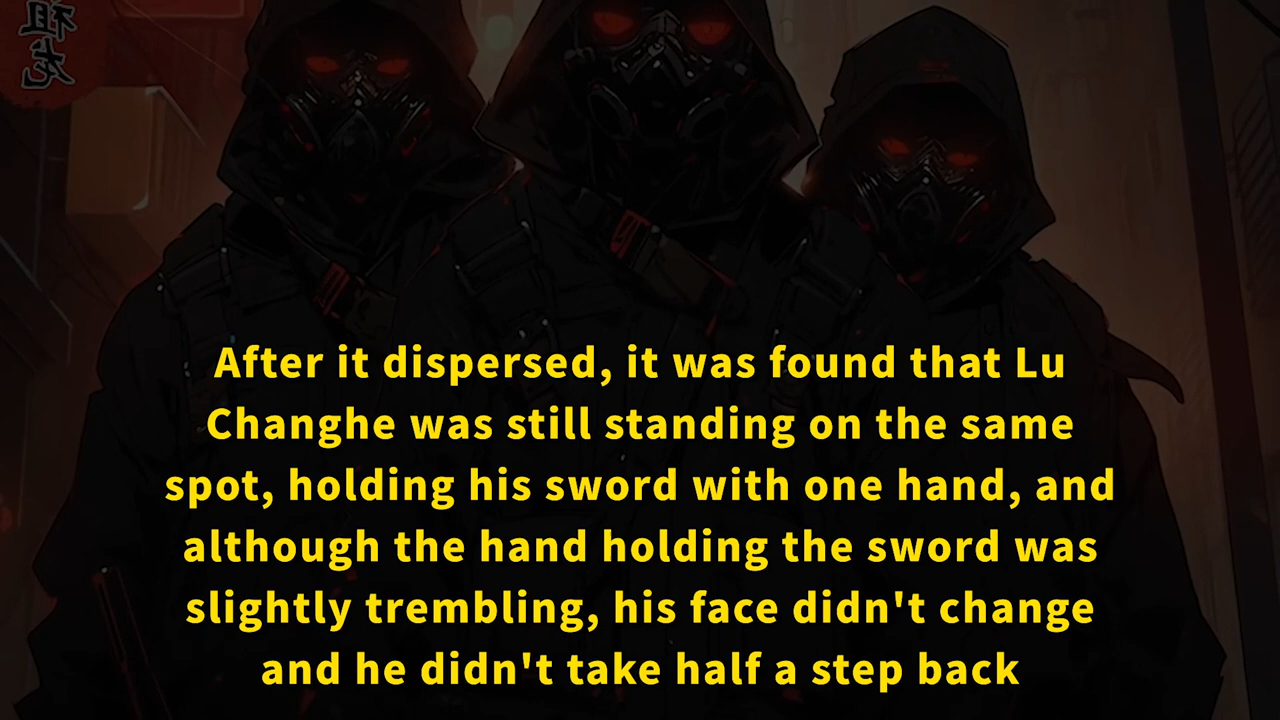 祖龙
After it dispersed, it was found that Lu
Changhe was still standing on the same
spot, holding his sword with one hand, and
although the hand holding the sword was
slightly trembling, his face didn't change
and he didn't take half a step back